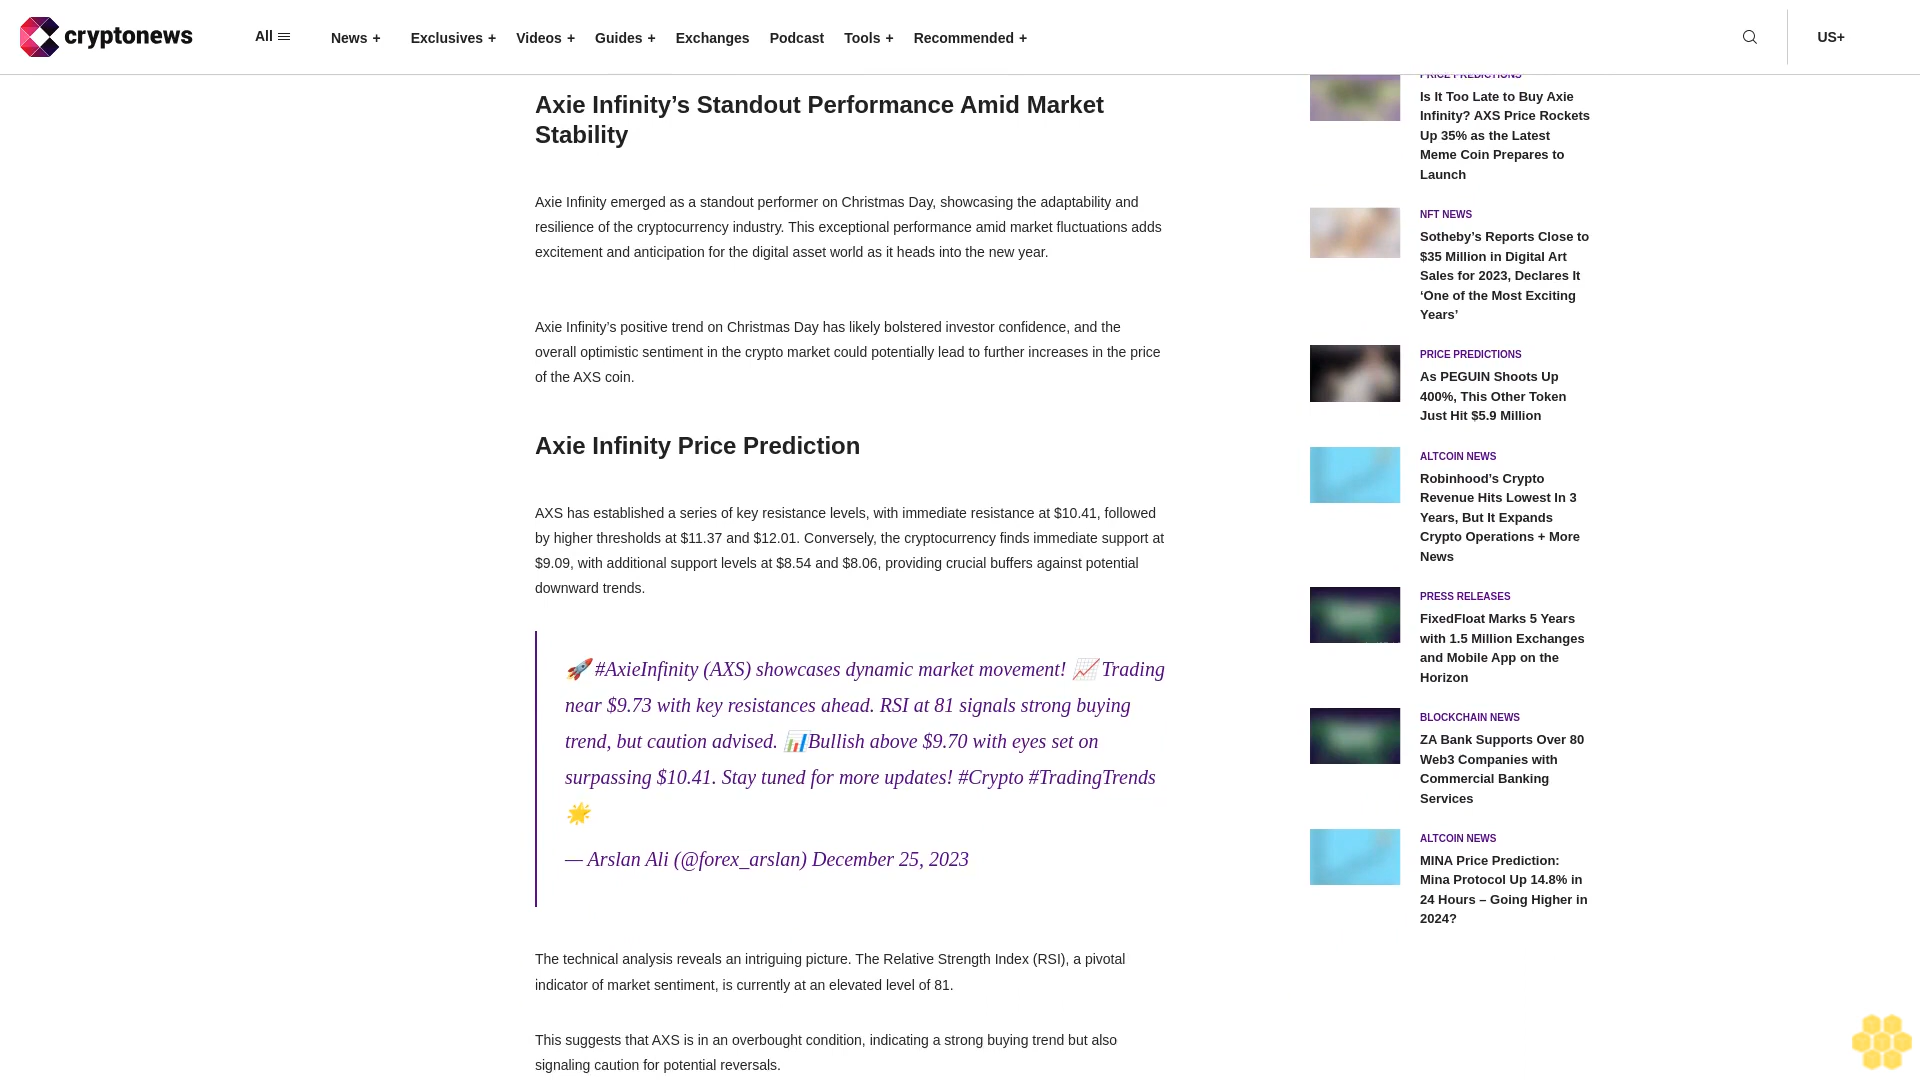 cryptonews
All
News +
Exclusives +
Videos +
Guides +
Exchanges
Podcast
Tools +
Recommended +
US+
Axie Infinity’s Standout Performance Amid Market
Stability
Axie Infinity emerged as a standout performer on Christmas Day, showcasing the adaptability and
resilience of the cryptocurrency industry. This exceptional performance amid market fluctuations adds
excitement and anticipation for the digital asset world as it heads into the new year.
Axie Infinity’s positive trend on Christmas Day has likely bolstered investor confidence, and the
overall optimistic sentiment in the crypto market could potentially lead to further increases in the price
of the AXS coin.
Axie Infinity Price Prediction
AXS has established a series of key resistance levels, with immediate resistance at $10.41, followed
by higher thresholds at $11.37 and $12.01. Conversely, the cryptocurrency finds immediate support at
$9.09, with additional support levels at $8.54 and $8.06, providing crucial buffers against potential
downward trends.
🚀#AxieInfinity (AXS) showcases dynamic market movement! 📈Trading
near $9.73 with key resistances ahead. RSI at 81 signals strong buying
trend, but caution advised. 📊Bullish above $9.70 with eyes set on
surpassing $10.41. Stay tuned for more updates! #Crypto #TradingTrends
🌟
— Arslan Ali (@forex_arslan) December 25, 2023
The technical analysis reveals an intriguing picture. The Relative Strength Index (RSI), a pivotal
indicator of market sentiment, is currently at an elevated level of 81.
This suggests that AXS is in an overbought condition, indicating a strong buying trend but also
signaling caution for potential reversals.
PRICE PREDICTIONS
Is It Too Late to Buy Axie
Infinity? AXS Price Rockets
Up 35% as the Latest
Meme Coin Prepares to
Launch
NFT NEWS
Sotheby’s Reports Close to
$35 Million in Digital Art
Sales for 2023, Declares It
‘One of the Most Exciting
Years’
PRICE PREDICTIONS
As PEGUIN Shoots Up
400%, This Other Token
Just Hit $5.9 Million
ALTCOIN NEWS
Robinhood’s Crypto
Revenue Hits Lowest In 3
Years, But It Expands
Crypto Operations + More
News
PRESS RELEASES
FixedFloat Marks 5 Years
with 1.5 Million Exchanges
and Mobile App on the
Horizon
BLOCKCHAIN NEWS
ZA Bank Supports Over 80
Web3 Companies with
Commercial Banking
Services
ALTCOIN NEWS
MINA Price Prediction:
Mina Protocol Up 14.8% in
24 Hours – Going Higher in
2024?